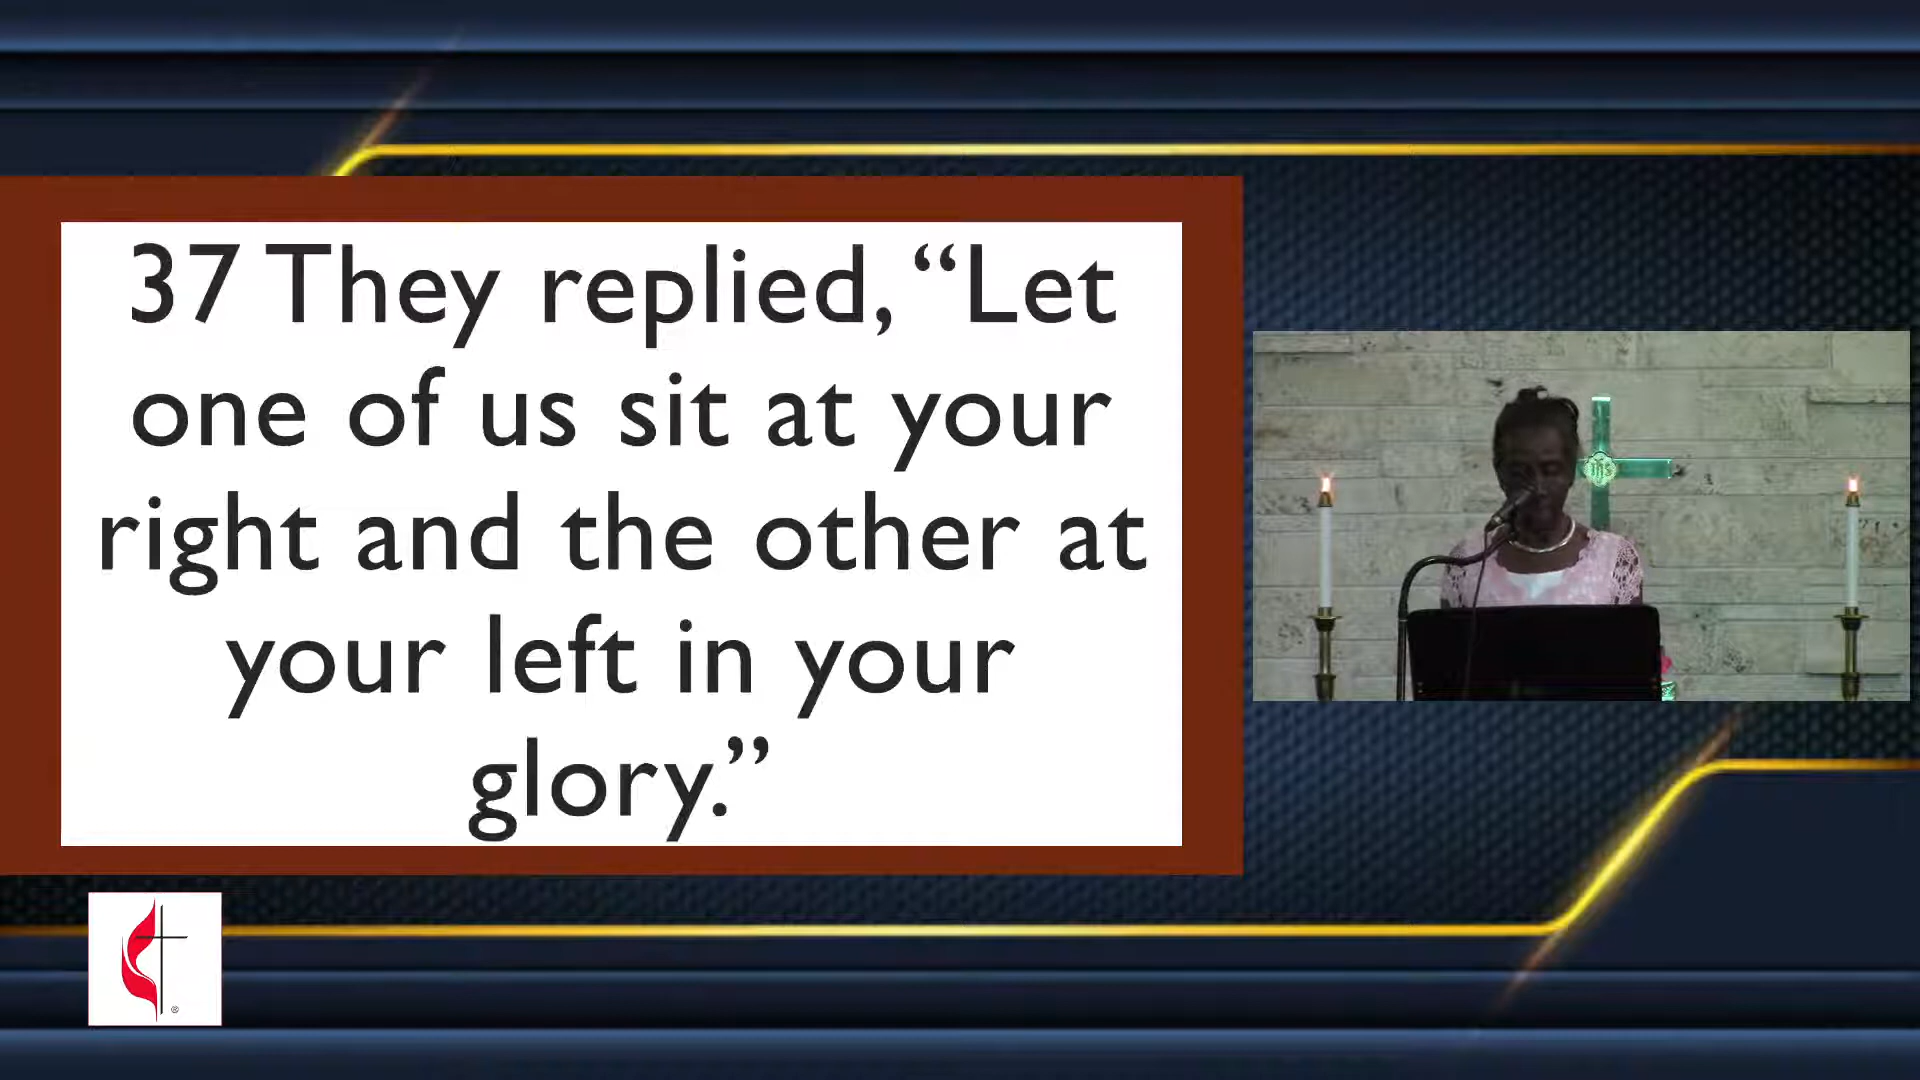 37 They replied, “Let
one of us sit at your
right and the other at
your left in your
glory.”
®